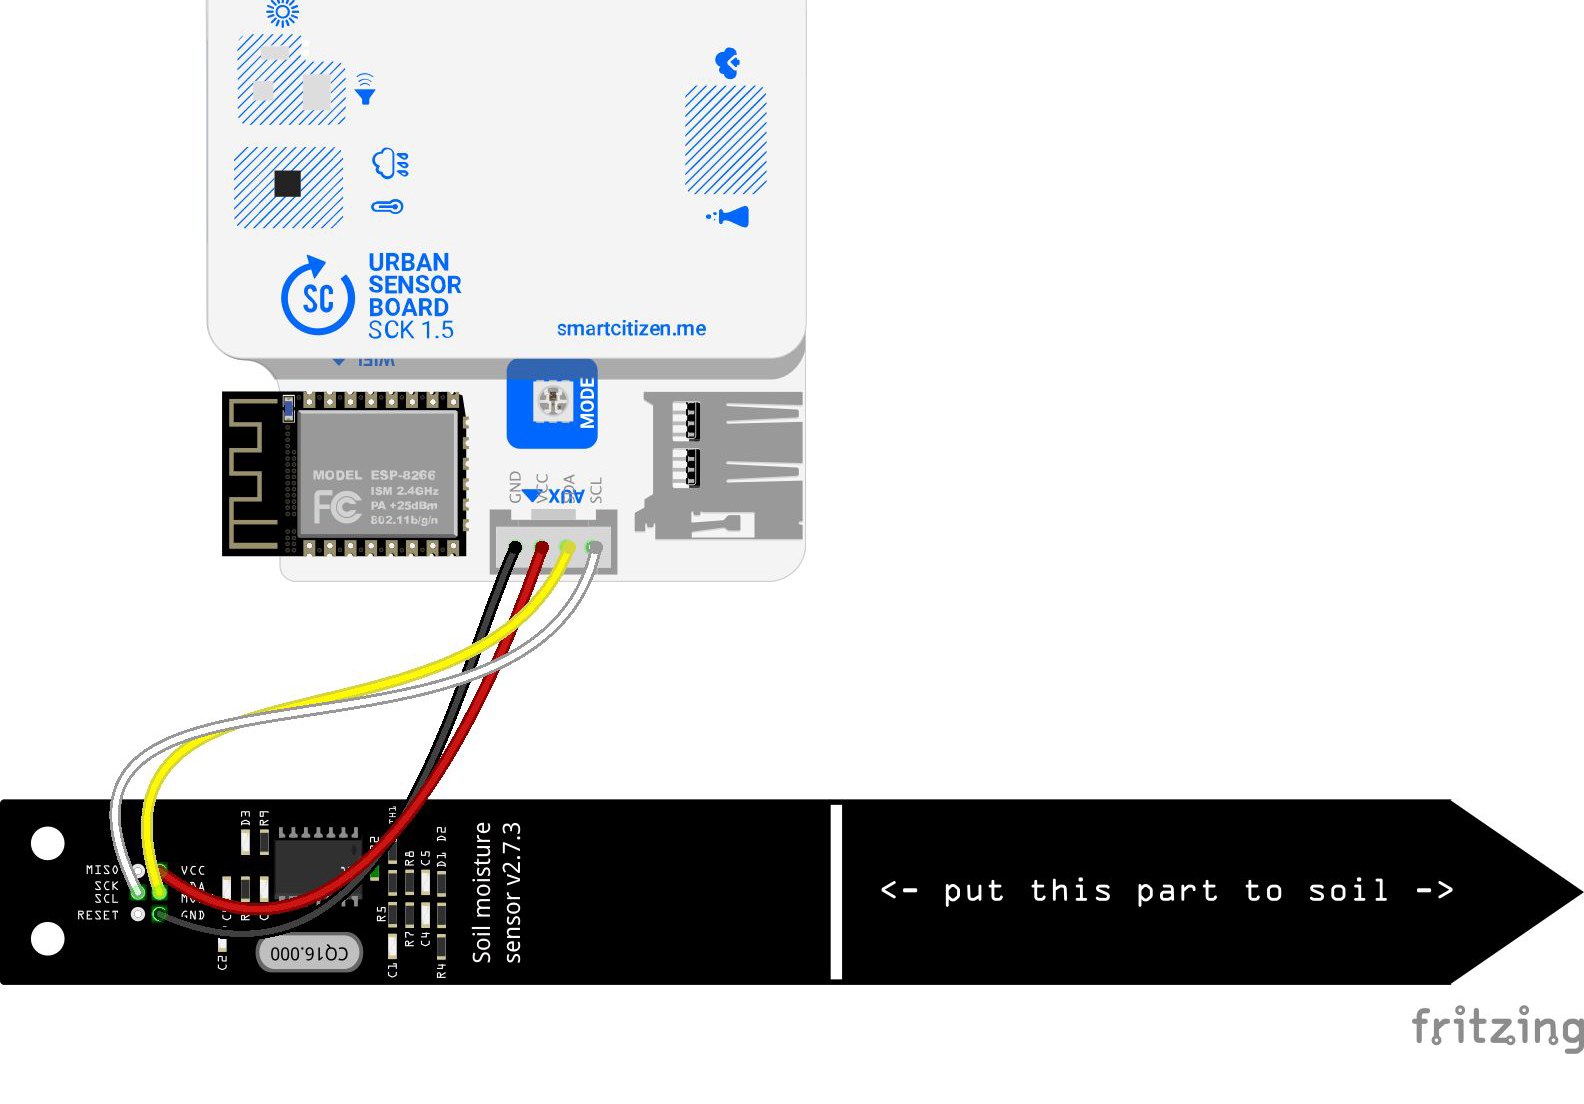 URBAN
SENSOR
BOARD
SCK 1.5
SC
smartcitizen.me
WIFI
MODE
GND
VCC
SDA
SCL
AUX
MODEL ESP-8266
ISM 2.4GHz
PA +25dBm
802.11b/g/n
FC
MISO
SCK
SCL
RESET
VCC
GND
D3
R9
C2
CQ16.000
TH1
R5
C1
R8
R7
C5
C4
D1
D2
R4
Soil moisture
sensor v2.7.3
<- put this part to soil ->
fritzing